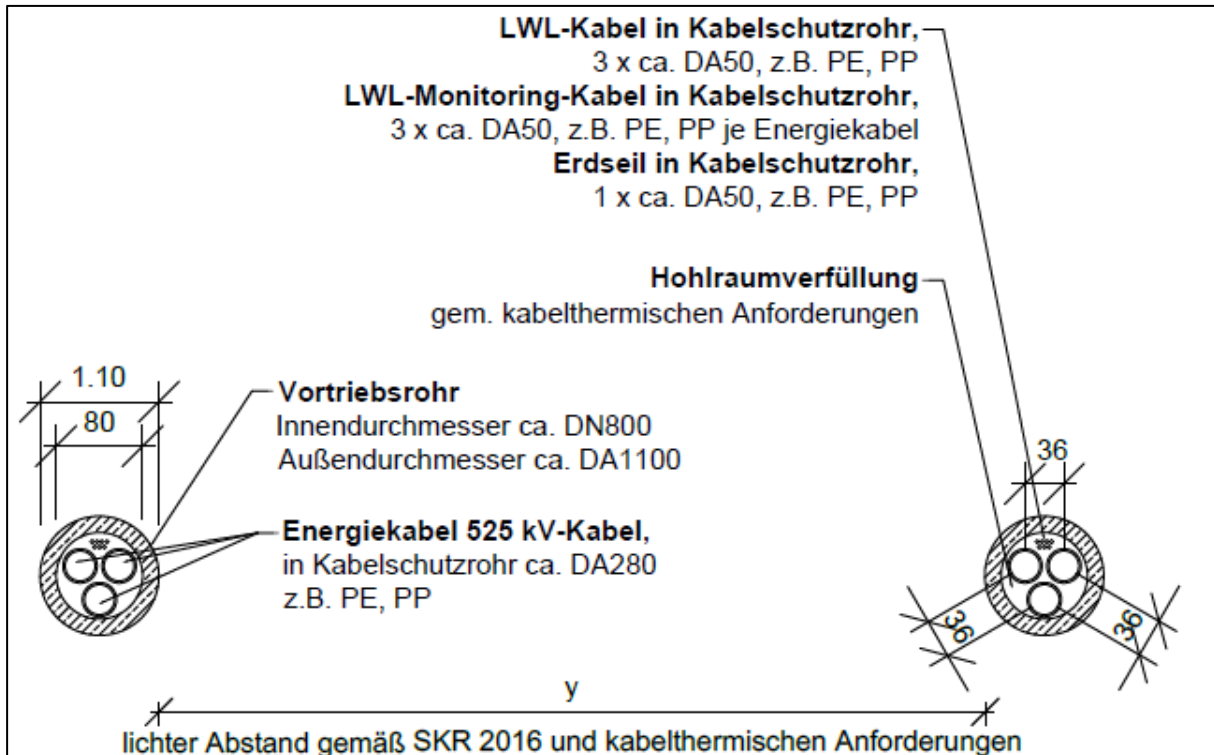 LWL-Kabel in Kabelschutzrohr,
3 x ca. DA50, z.B. PE, PP
LWL-Monitoring-Kabel in Kabelschutzrohr,
3 x ca. DA50, z.B. PE, PP je Energiekabel
Erdseil in Kabelschutzrohr,
1 x ca. DA50, z.B. PE, PP
Hohlraumverfüllung
gem. kabelthermischen Anforderungen
1.10
80
Vortriebsrohr
Innendurchmesser ca. DN800
Außendurchmesser ca. DA1100
Energiekabel 525 kV-Kabel,
in Kabelschutzrohr ca. DA280
z.B. PE, PP
36
36
36
y
lichter Abstand gemäß SKR 2016 und kabelthermischen Anforderungen